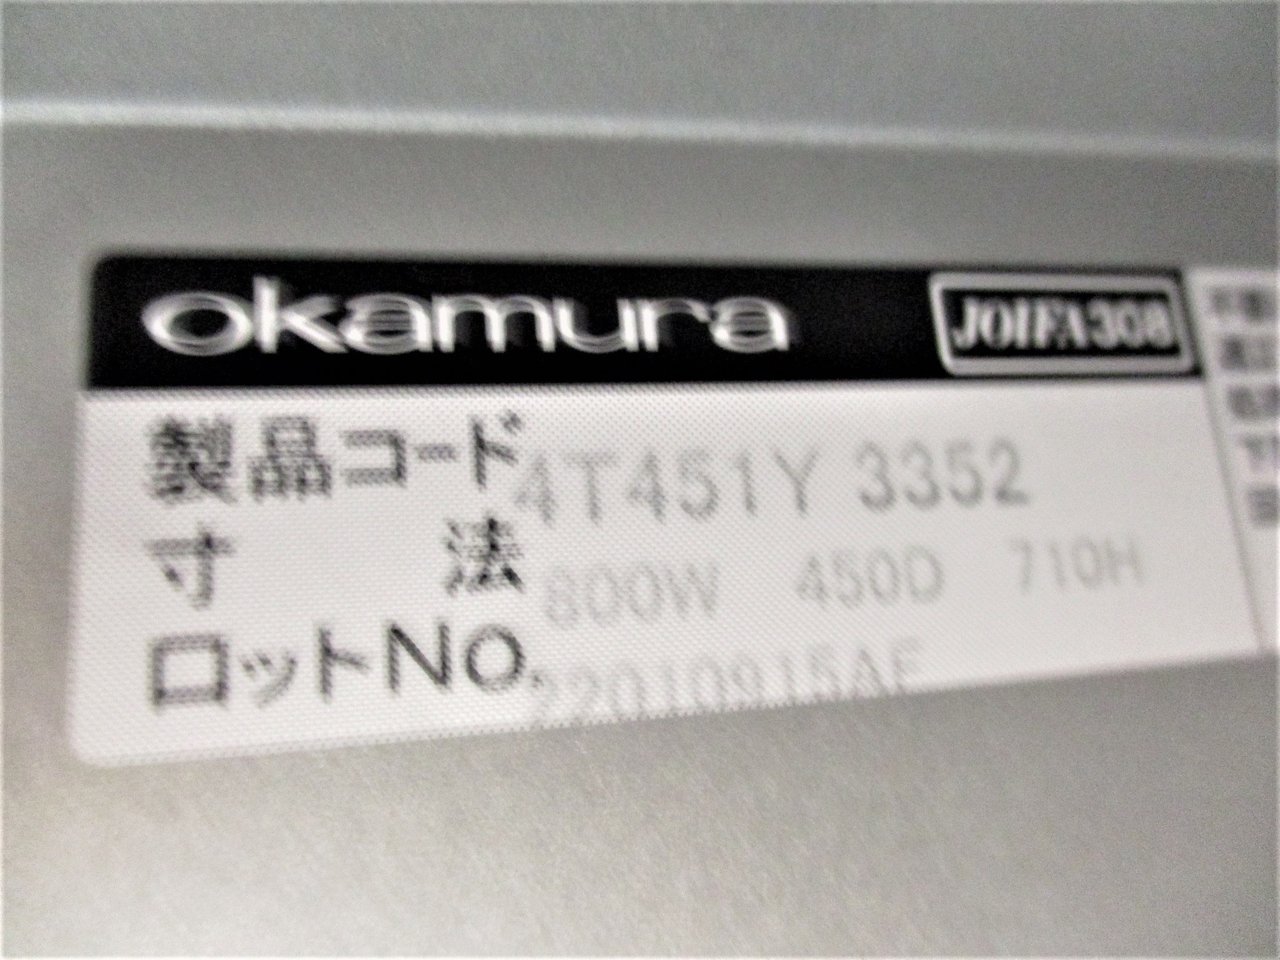 okamura
JOIFA308
製品コード 4T451Y 3352
寸法 800W 450D 710H
ロットNO. 22010915AF